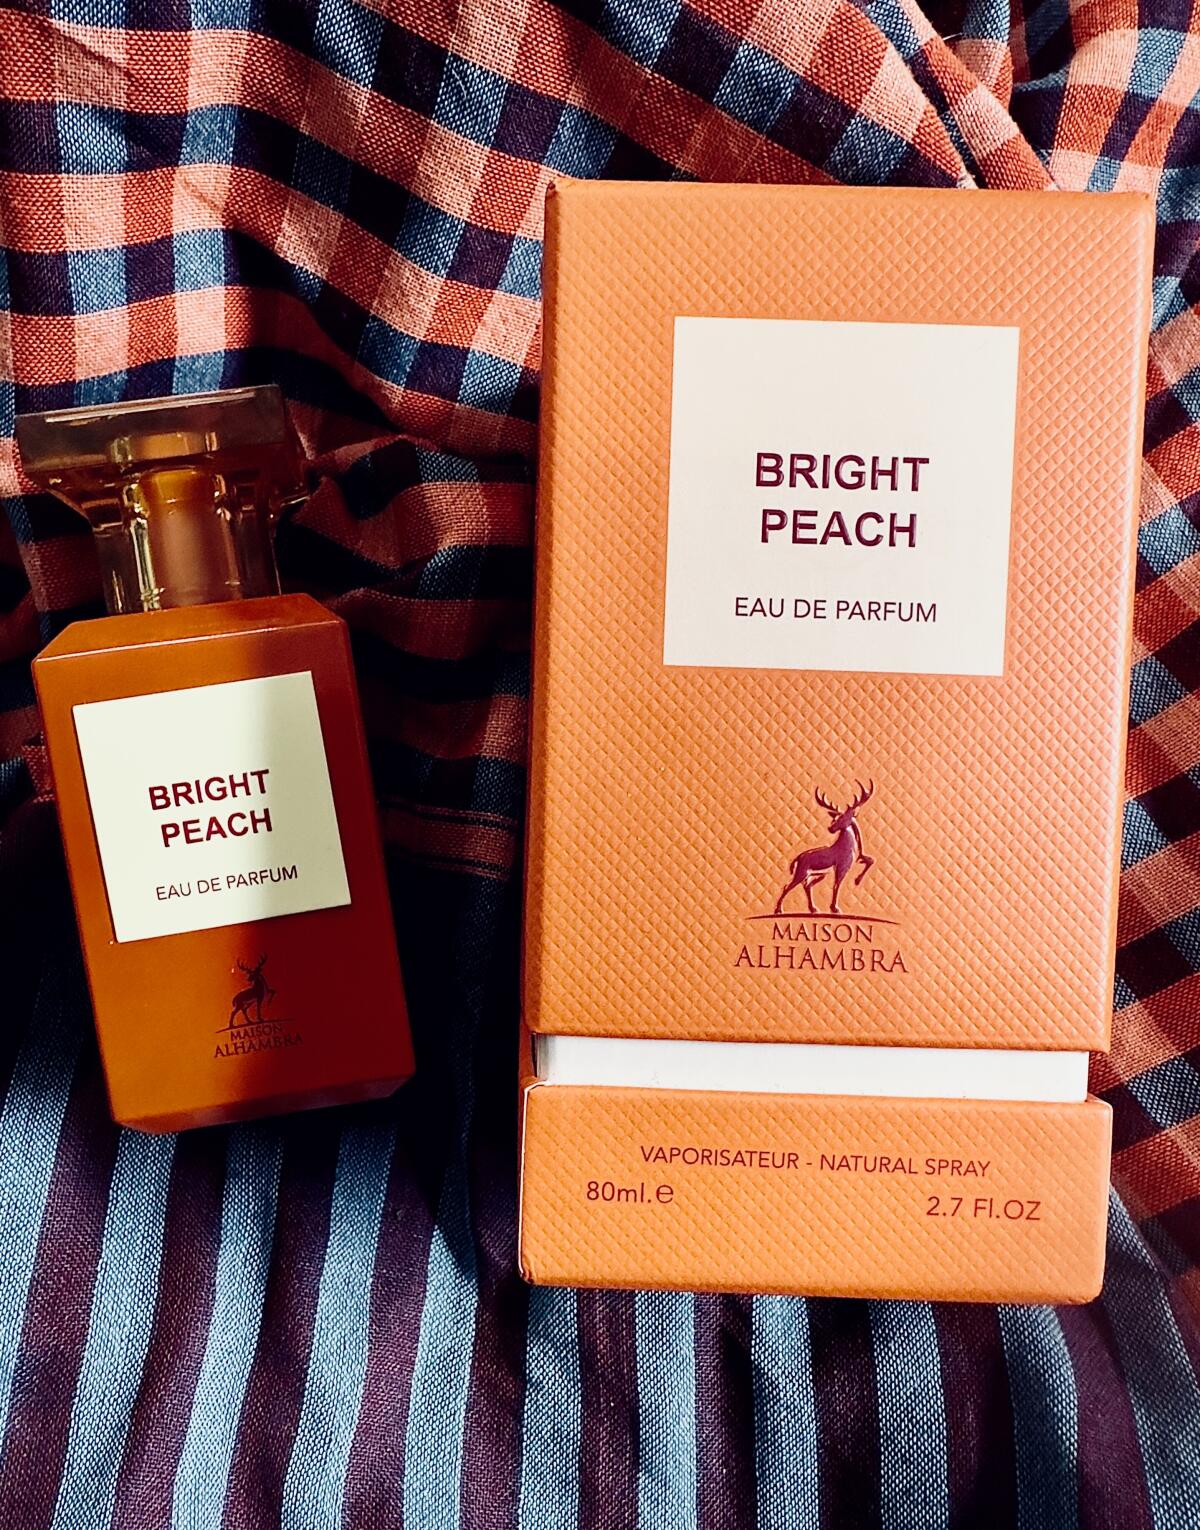 BRIGHT
PEACH
EAU DE PARFUM
MAISON
ALHAMBRA
BRIGHT
PEACH
EAU DE PARFUM
MAISON
ALHAMBRA
VAPORISATEUR - NATURAL SPRAY
80ml.e
2.7 Fl.OZ